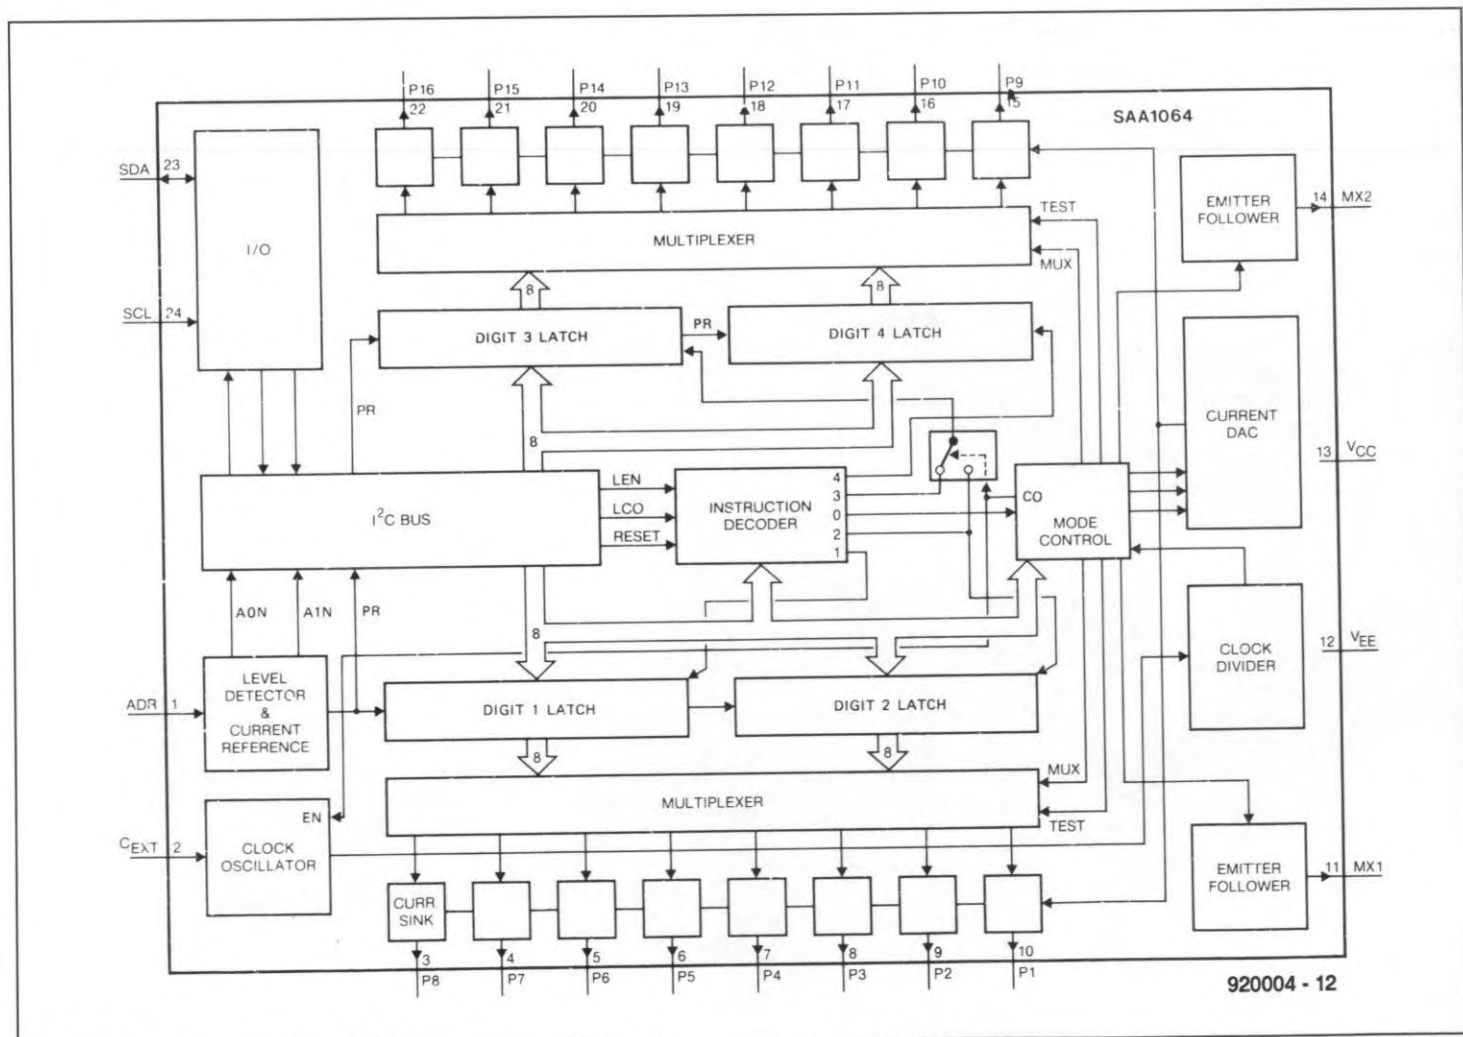 P16 P15 P14 P13 P12 P11 P10 P9
22 21 20 19 18 17 16 15
SAA1064
SDA 23
I/O
SCL 24
MULTIPLEXER
TEST
MUX
EMITTER
FOLLOWER
14 MX2
8 8
DIGIT 3 LATCH
PR
DIGIT 4 LATCH
PR
8
CURRENT
DAC
13 VCC
I²C BUS
LEN
LCO
RESET
INSTRUCTION
DECODER
4
3
0
2
1
CO
MODE
CONTROL
A0N A1N PR
8
CLOCK
DIVIDER
12 VEE
ADR 1
LEVEL
DETECTOR
&
CURRENT
REFERENCE
DIGIT 1 LATCH
DIGIT 2 LATCH
8 8
MULTIPLEXER
MUX
TEST
CEXT 2
EN
CLOCK
OSCILLATOR
EMITTER
FOLLOWER
11 MX1
CURR.
SINK
3 4 5 6 7 8 9 10
P8 P7 P6 P5 P4 P3 P2 P1
920004 - 12